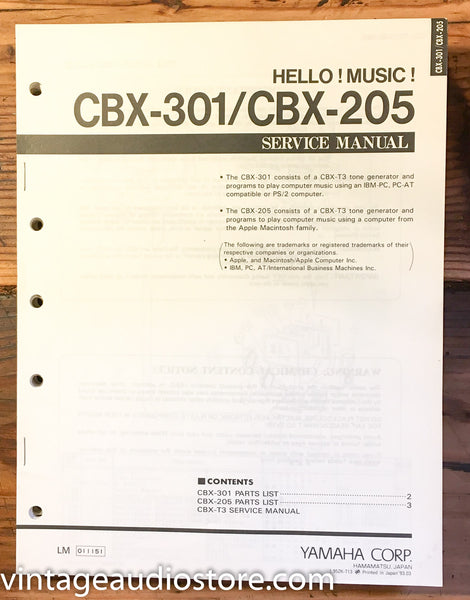 CBX-301/CBX-205
HELLO! MUSIC!
CBX-301/CBX-205
SERVICE MANUAL
• The CBX-301 consists of a CBX-T3 tone generator and
programs to play computer music using an IBM-PC, PC-AT
compatible or PS/2 computer.
• The CBX-205 consists of a CBX-T3 tone generator and
programs to play computer music using a computer from
the Apple Macintosh family.
The following are trademarks or registered trademarks of their
respective companies or organizations.
• Apple, and Macintosh/Apple Computer Inc.
• IBM, PC, AT/International Business Machines Inc.
WARNING: CHEMICAL CONTENT NOTICE!
■ CONTENTS
CBX-301 PARTS LIST 2
CBX-205 PARTS LIST 3
CBX-T3 SERVICE MANUAL
LM 011151
YAMAHA CORP.
HAMAMATSU, JAPAN
Printed in Japan '93.03
vintageaudiostore.com